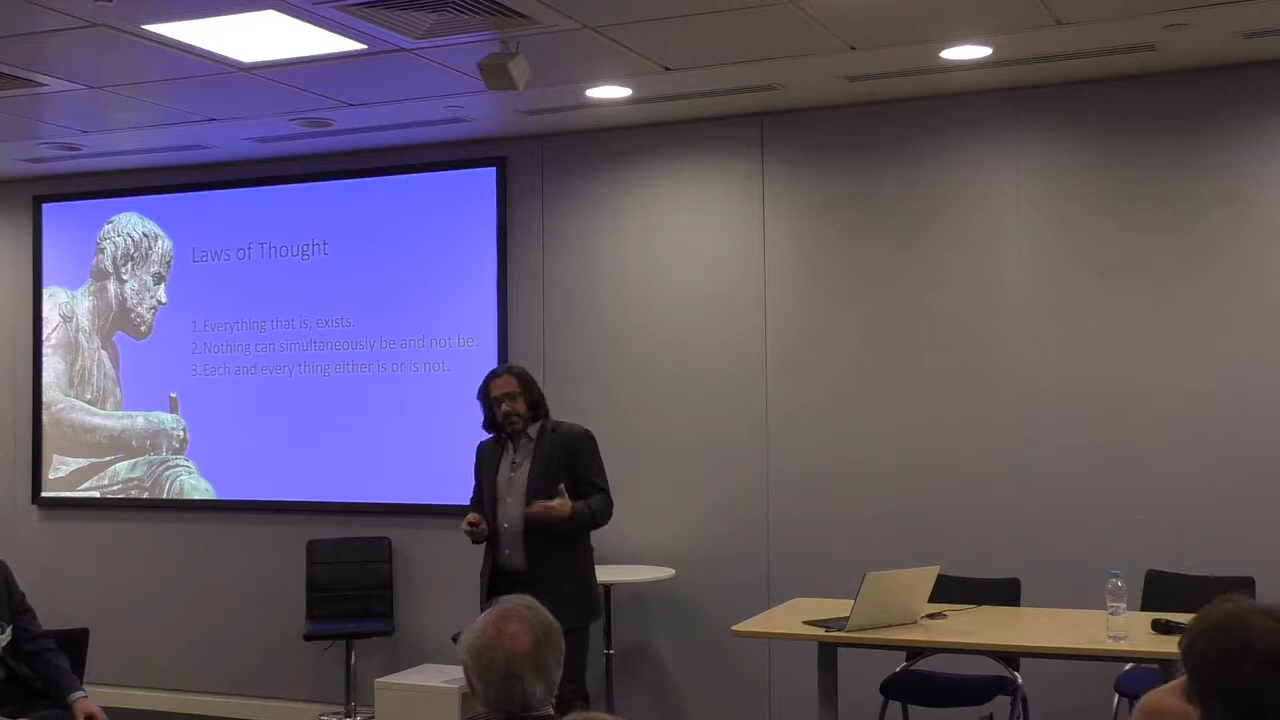 Laws of Thought
1.Everything that is, exists.
2.Nothing can simultaneously be and not be.
3.Each and every thing either is or is not.